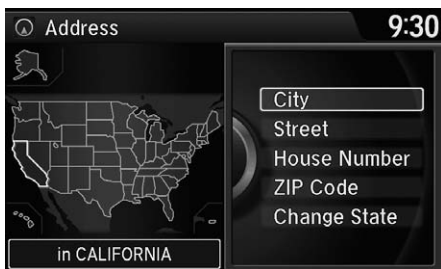 Address
9:30
City
Street
House Number
ZIP Code
Change State
in CALIFORNIA